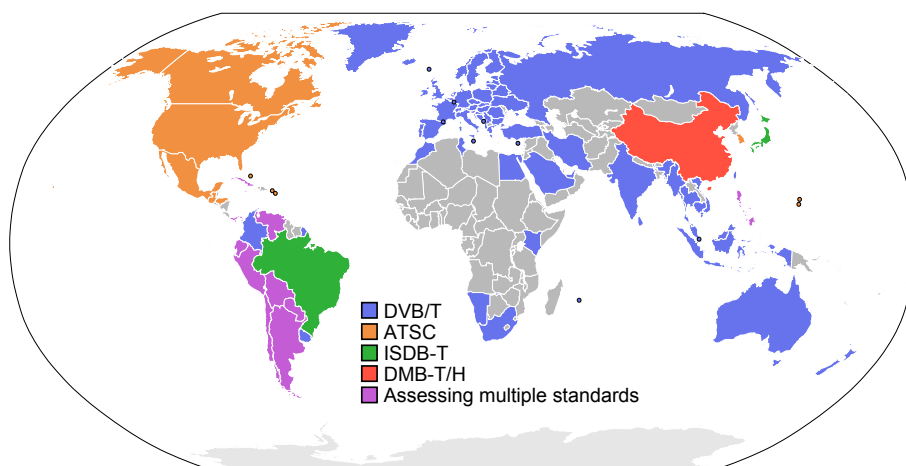 DVB/T
ATSC
ISDB-T
DMB-T/H
Assessing multiple standards